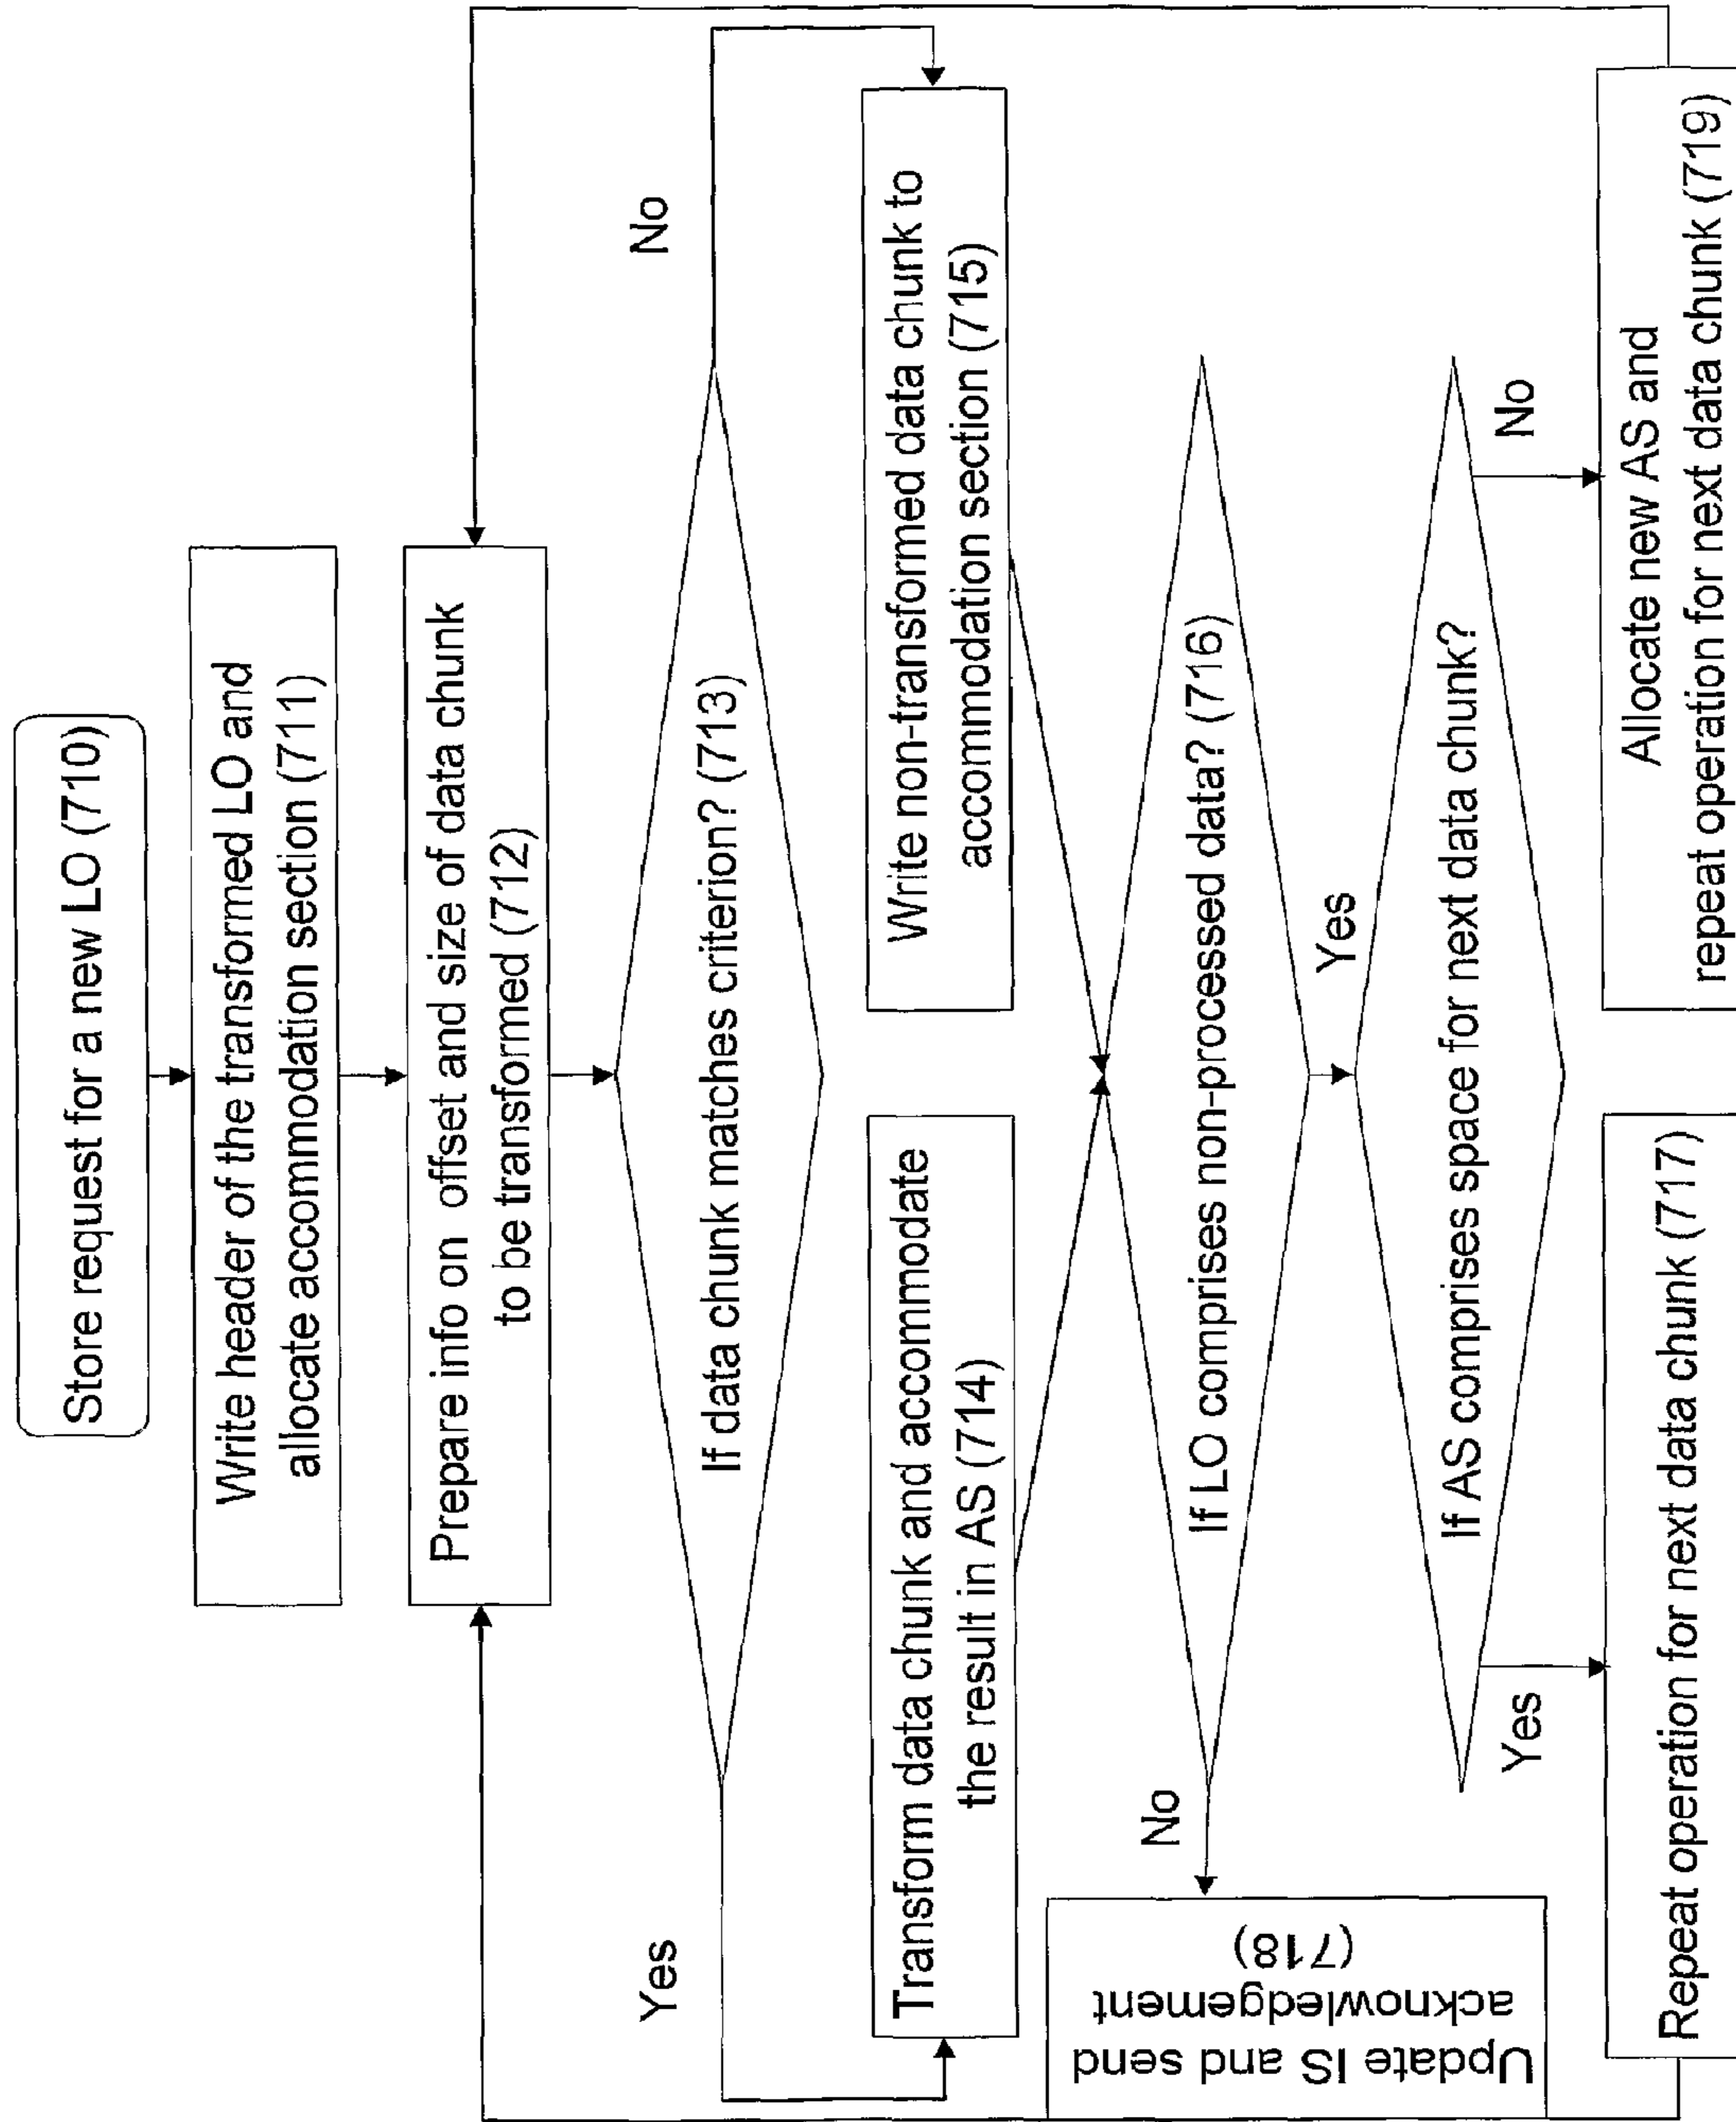 Store request for a new LO (710)
Write header of the transformed LO and
allocate accommodation section (711)
Prepare info on offset and size of data chunk
to be transformed (712)
If data chunk matches criterion? (713)
Yes
No
Transform data chunk and accommodate
the result in AS (714)
Write non-transformed data chunk to
accommodation section (715)
If LO comprises non-processed data? (716)
No
Yes
Update IS and send
acknowledgement
(718)
If AS comprises space for next data chunk?
Yes
No
Repeat operation for next data chunk (717)
Allocate new AS and
repeat operation for next data chunk (719)